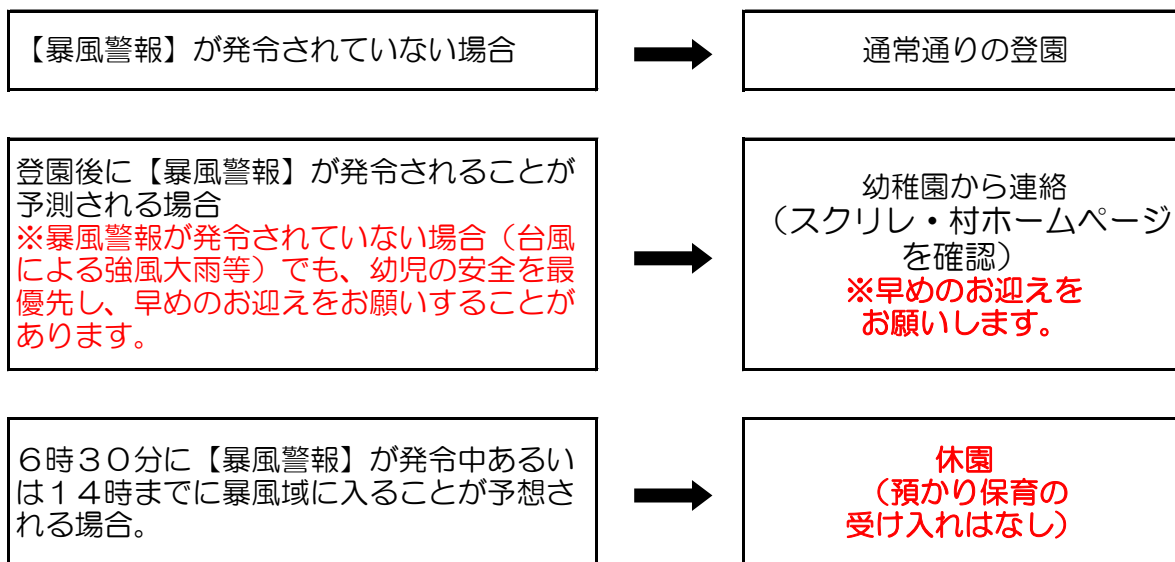 【暴風警報】が発令されていない場合
通常通りの登園
登園後に【暴風警報】が発令されることが
予測される場合
※暴風警報が発令されていない場合（台風
による強風大雨等）でも、幼児の安全を最
優先し、早めのお迎えをお願いすることが
あります。
幼稚園から連絡
（スクリレ・村ホームページ
を確認）
※早めのお迎えを
お願いします。
６時３０分に【暴風警報】が発令中あるい
は１４時までに暴風域に入ることが予想さ
れる場合。
休園
（預かり保育の
受け入れはなし）